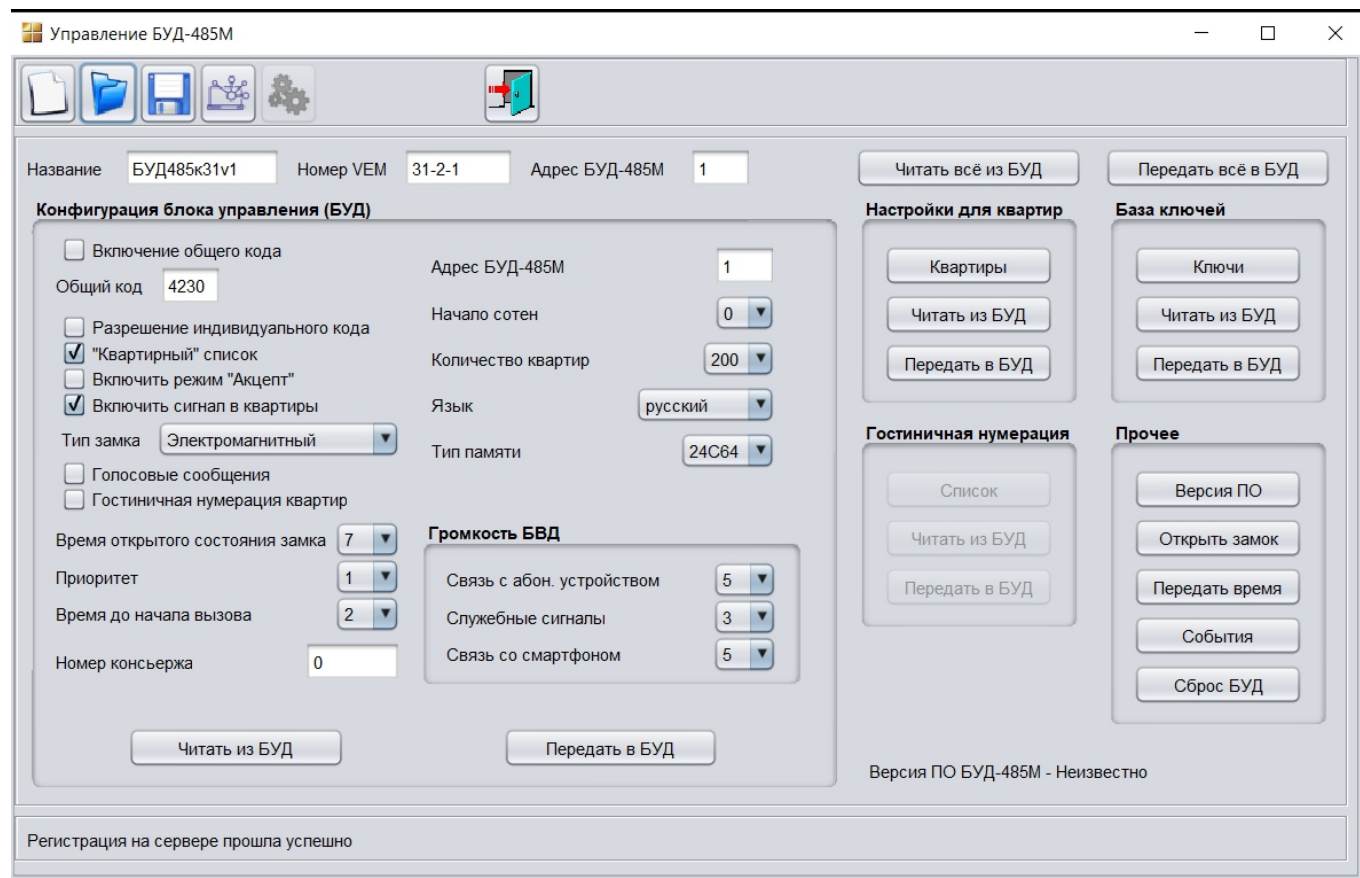 Управление БУД-485М
Название БУД485к31v1 Номер VEM 31-2-1 Адрес БУД-485М 1 Читать всё из БУД Передать всё в БУД
Конфигурация блока управления (БУД)
Включение общего кода
Общий код 4230
Разрешение индивидуального кода
"Квартирный" список
Включить режим "Акцепт"
Включить сигнал в квартиры
Тип замка Электромагнитный
Голосовые сообщения
Гостиничная нумерация квартир
Время открытого состояния замка 7
Приоритет 1
Время до начала вызова 2
Номер консьержа 0
Адрес БУД-485М 1
Начало сотен 0
Количество квартир 200
Язык русский
Тип памяти 24C64
Громкость БВД
Связь с абон. устройством 5
Служебные сигналы 3
Связь со смартфоном 5
Читать из БУД Передать в БУД
Настройки для квартир
Квартиры
Читать из БУД
Передать в БУД
База ключей
Ключи
Читать из БУД
Передать в БУД
Гостиничная нумерация
Список
Читать из БУД
Передать в БУД
Прочее
Версия ПО
Открыть замок
Передать время
События
Сброс БУД
Версия ПО БУД-485М - Неизвестно
Регистрация на сервере прошла успешно